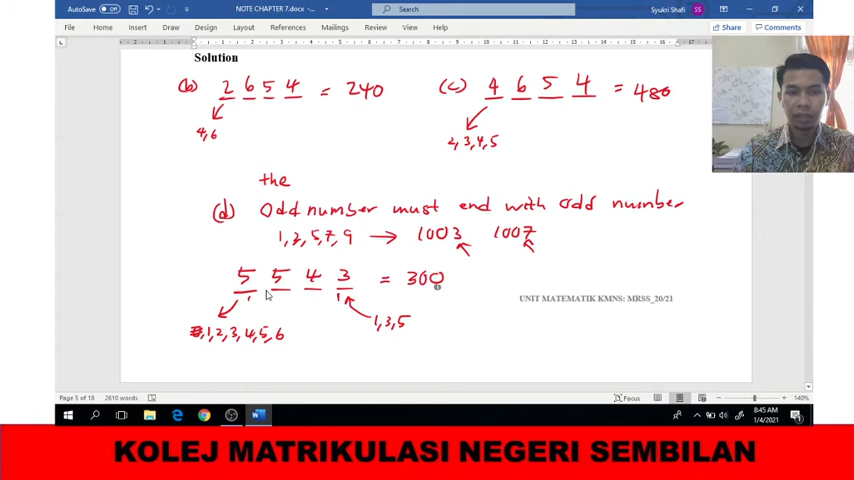 AutoSave Off NOTE CHAPTER 7.docx Search Syukri Shafi SS
File Home Insert Draw Design Layout References Mailings Review View Help Share Comments
Solution
(b) 2 6 5 4 = 240
4,6
(c) 4 6 5 4 = 480
2,3,4,5
the
(d) Odd number must end with odd number
1,3,5,7,9 → 1003 1007
5 5 4 3 = 300
1,2,3,4,5,6
1,3,5
UNIT MATEMATIK KMNS: MRSS_20/21
Page 5 of 18 2610 words Focus 140%
8:45 AM
1/4/2021
KOLEJ MATRIKULASI NEGERI SEMBILAN